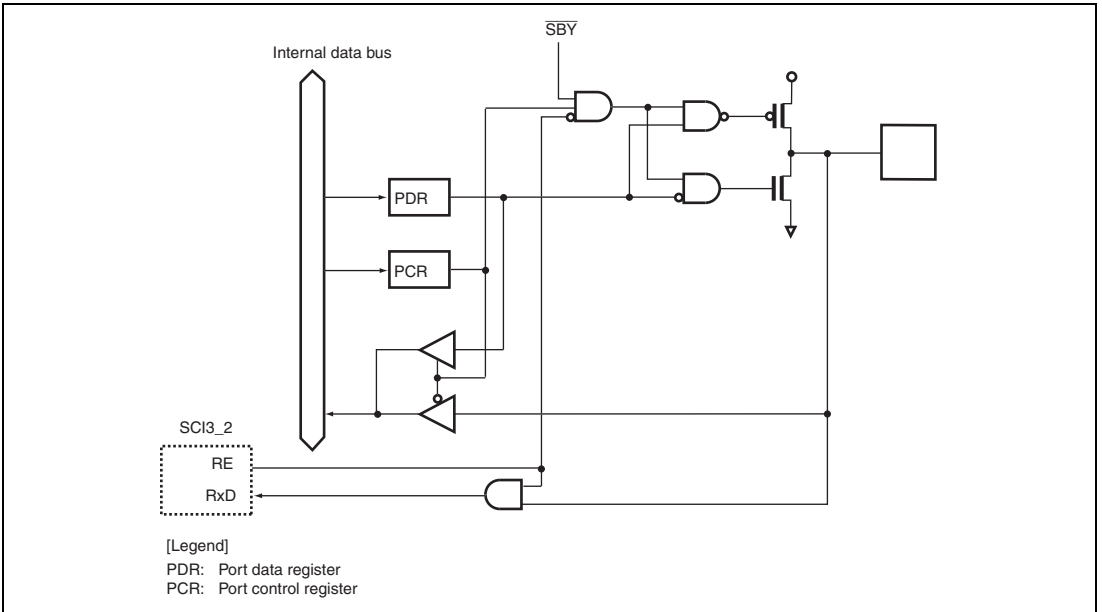 SBY
Internal data bus
PDR
PCR
SCI3_2
RE
RxD
[Legend]
PDR: Port data register
PCR: Port control register